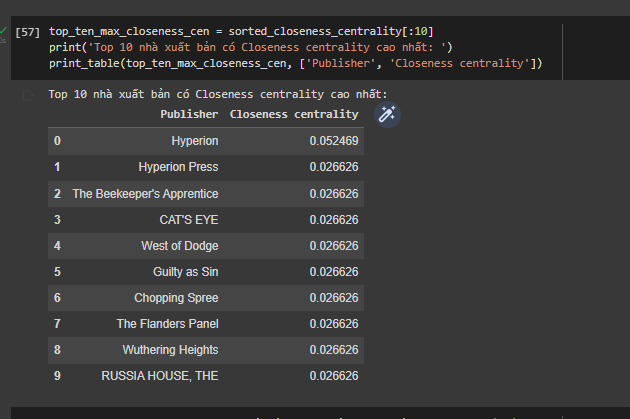 [57] top_ten_max_closeness_cen = sorted_closeness_centrality[:10]
print('Top 10 nhà xuất bản có Closeness centrality cao nhất: ')
print_table(top_ten_max_closeness_cen, ['Publisher', 'Closeness centrality'])
Top 10 nhà xuất bản có Closeness centrality cao nhất:
Publisher Closeness centrality
0 Hyperion 0.052469
1 Hyperion Press 0.026626
2 The Beekeeper's Apprentice 0.026626
3 CAT'S EYE 0.026626
4 West of Dodge 0.026626
5 Guilty as Sin 0.026626
6 Chopping Spree 0.026626
7 The Flanders Panel 0.026626
8 Wuthering Heights 0.026626
9 RUSSIA HOUSE, THE 0.026626